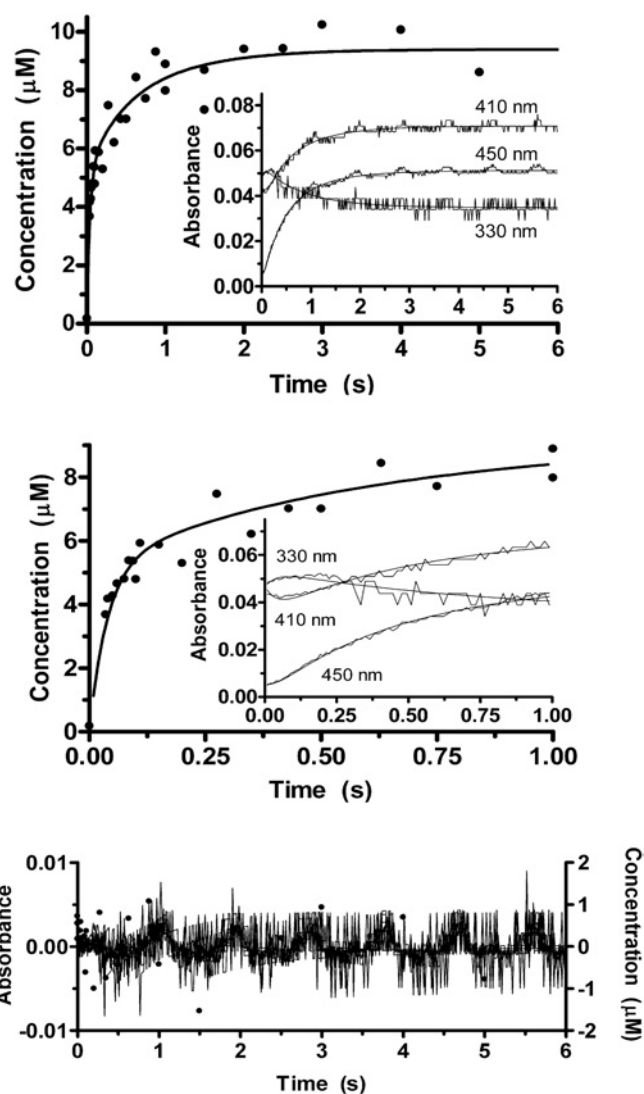 Concentration (µM)
10
8
6
4
2
0
0 1 2 3 4 5 6
Time (s)
Absorbance
0.08
0.06
0.04
0.02
0.00
0 1 2 3 4 5 6
410 nm
450 nm
330 nm
Concentration (µM)
8
6
4
2
0
0.00 0.25 0.50 0.75 1.00
Time (s)
Absorbance
0.06
0.04
0.02
0.00
0.00 0.25 0.50 0.75 1.00
330 nm
410 nm
450 nm
Absorbance
0.01
0.00
-0.01
0 1 2 3 4 5 6
Time (s)
2
1
0
-1
-2
Concentration (µM)